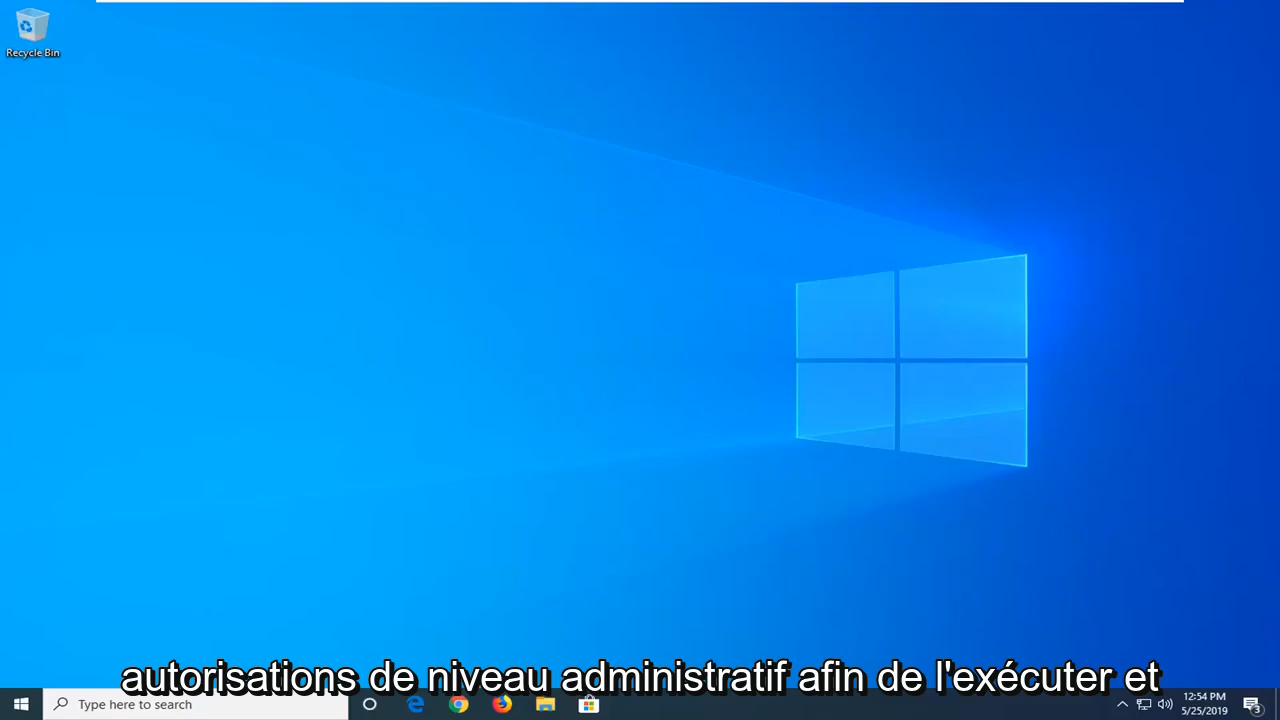 Recycle Bin
autorisations de niveau administratif afin de l'exécuter et
Type here to search
12:54 PM
5/25/2019
3